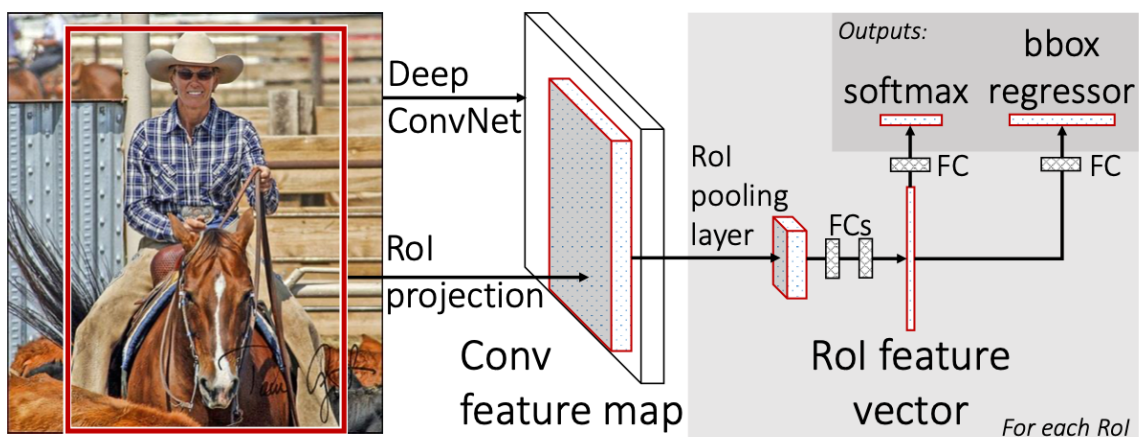 Deep
ConvNet
RoI
projection
Conv
feature map
RoI
pooling
layer
FCs
RoI feature
vector
For each RoI
Outputs:
softmax
bbox
regressor
FC
FC